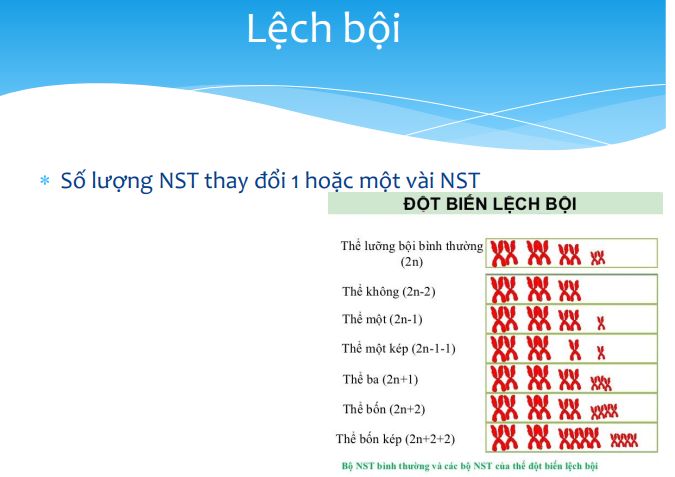 Lệch bội
* Số lượng NST thay đổi 1 hoặc một vài NST
ĐỘT BIẾN LỆCH BỘI
Thể lưỡng bội bình thường
(2n)
Thể không (2n-2)
Thể một (2n-1)
Thể một kép (2n-1-1)
Thể ba (2n+1)
Thể bốn (2n+2)
Thể bốn kép (2n+2+2)
Bộ NST bình thường và các bộ NST của thể đột biến lệch bội